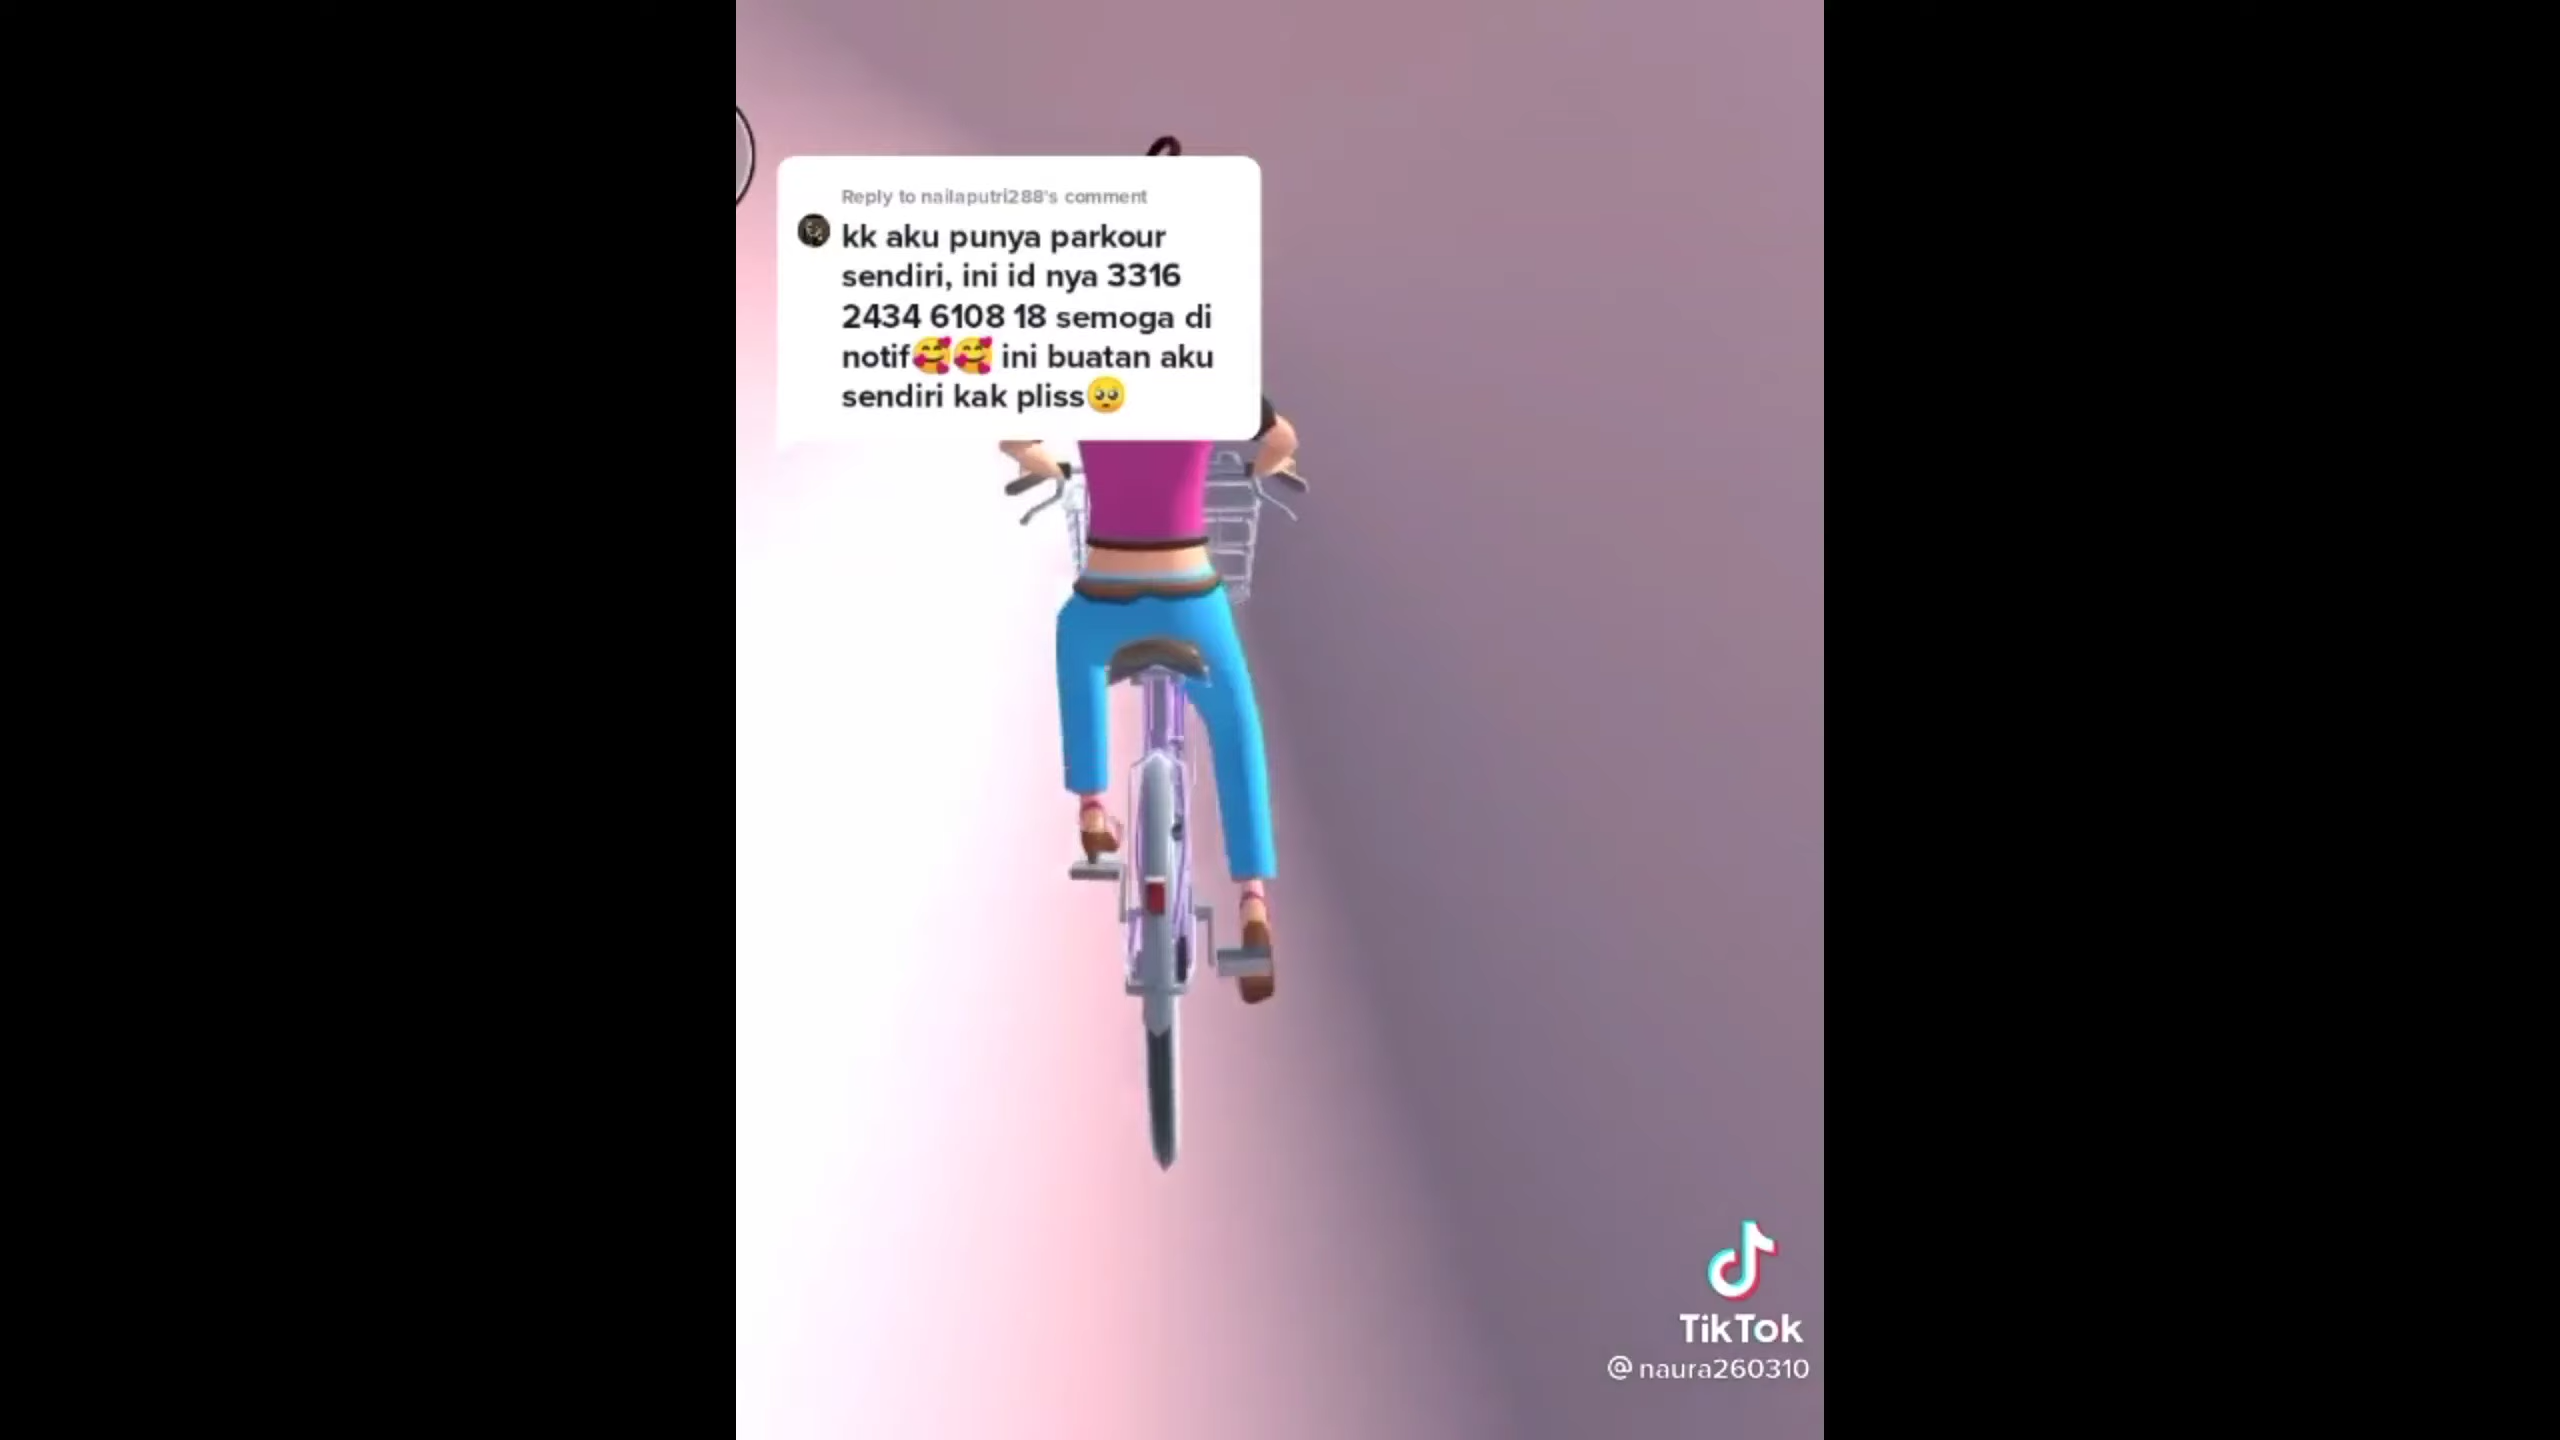 Reply to nailaputri288's comment
kk aku punya parkour
sendiri, ini id nya 3316
2434 6108 18 semoga di
notif🥰🥰 ini buatan aku
sendiri kak pliss🥺
TikTok
@naura260310